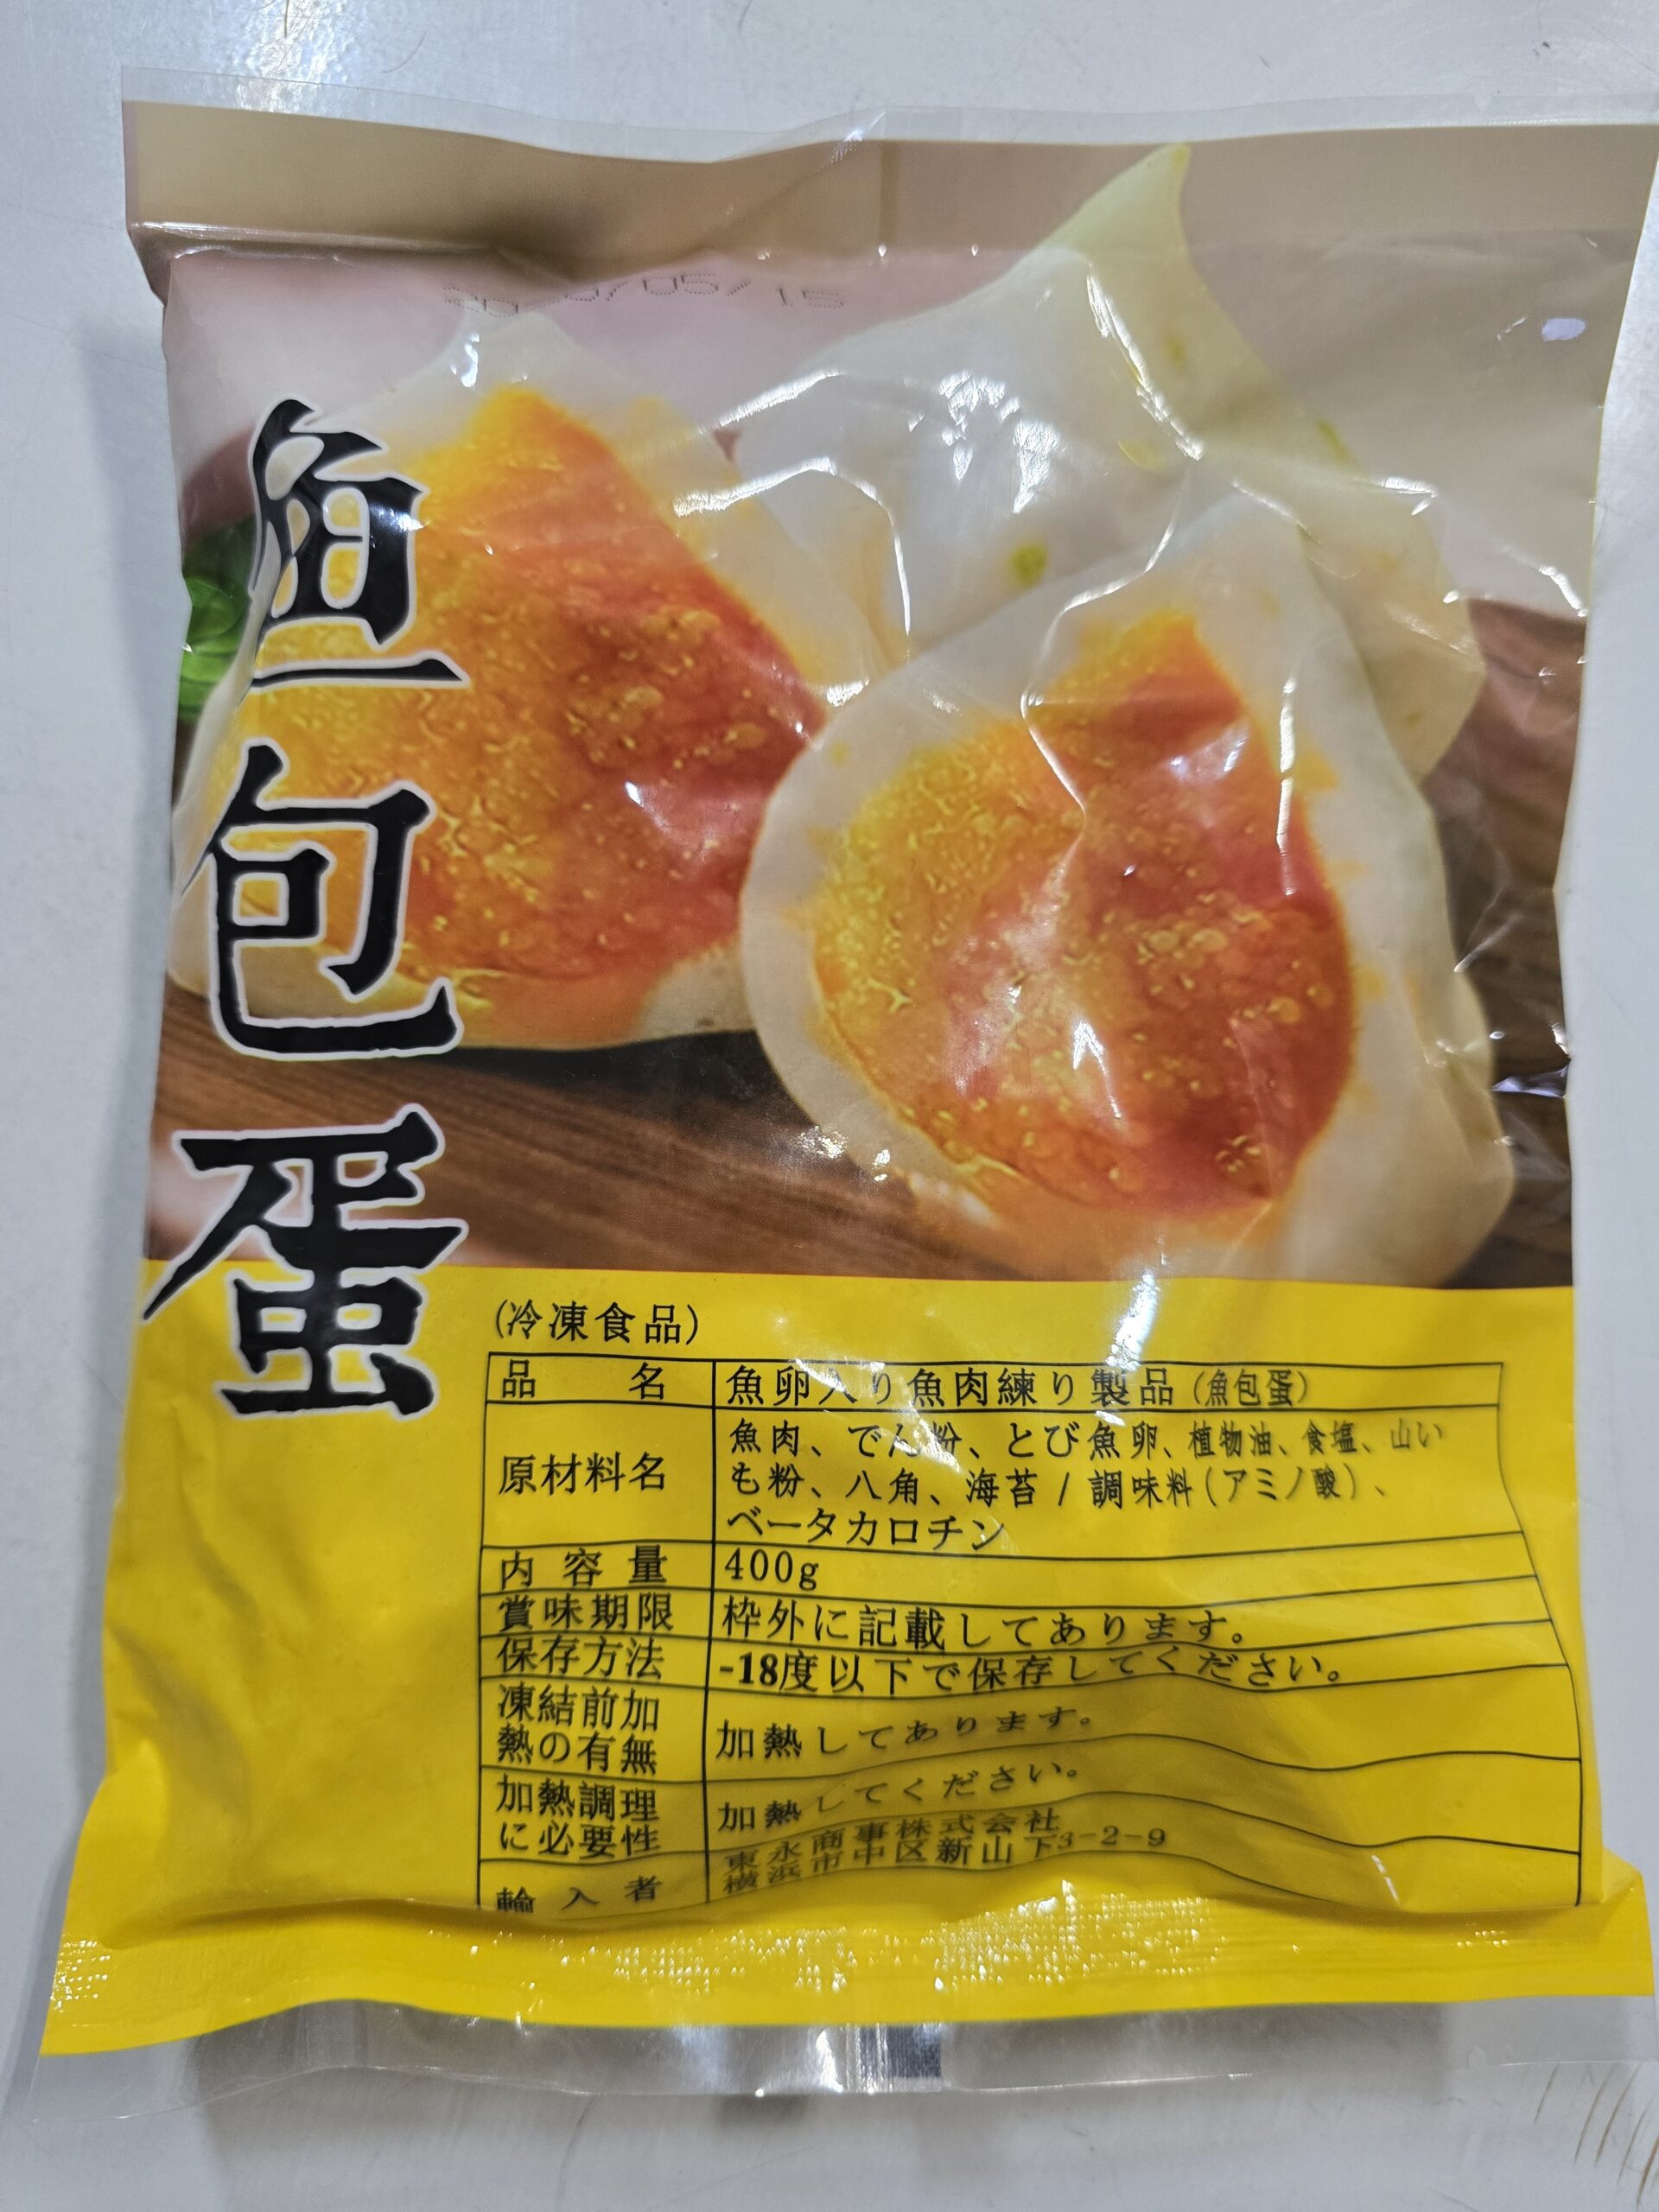 鱼包蛋
(冷凍食品)
品名 魚卵入り魚肉練り製品(魚包蛋)
原材料名 魚肉、でん粉、とび魚卵、植物油、食塩、山い
も粉、八角、海苔/調味料(アミノ酸)、
ベータカロチン
内容量 400g
賞味期限 枠外に記載してあります。
保存方法 -18度以下で保存してください。
凍結前加
熱の有無 加熱してあります。
加熱調理
に必要性 加熱してください。
輸入者 東永商事株式会社
横浜市中区新山下3-2-9